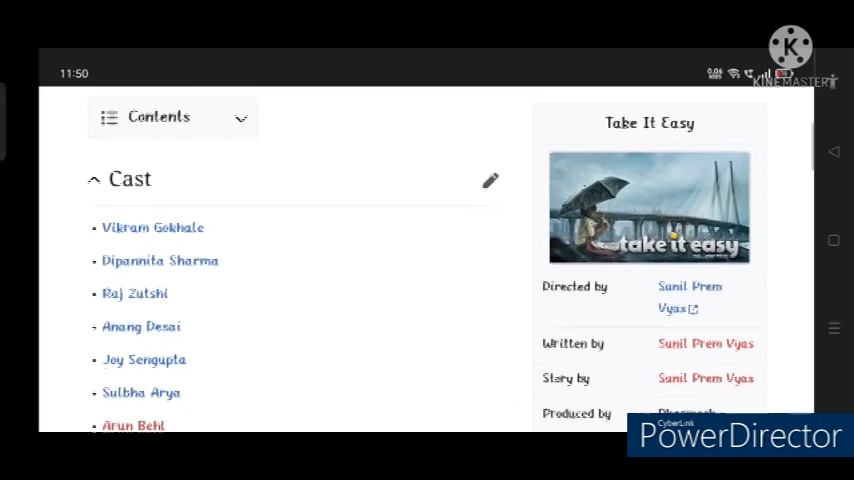 11:50
KINEMASTER
Contents
Take It Easy
Cast
take it easy
Vikram Gokhale
Dipannita Sharma
Raj Zutshi
Anang Desai
Joy Sengupta
Sulbha Arya
Arun Behl
Directed by
Sunil Prem
Vyas
Written by
Sunil Prem Vyas
Story by
Sunil Prem Vyas
Produced by
CyberLink
PowerDirector